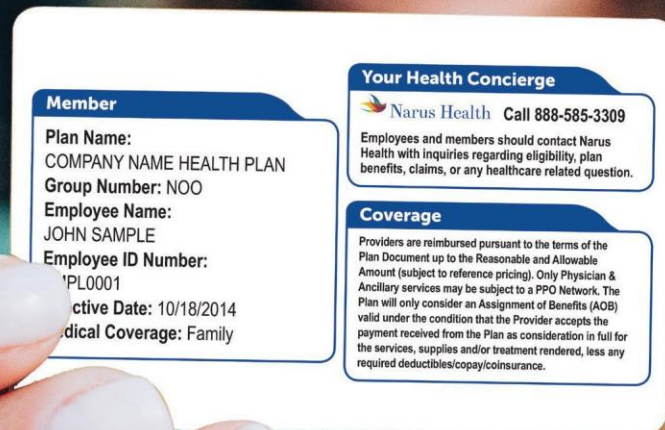 Member
Plan Name:
COMPANY NAME HEALTH PLAN
Group Number: NOO
Employee Name:
JOHN SAMPLE
Employee ID Number:
PL0001
ctive Date: 10/18/2014
dical Coverage: Family
Your Health Concierge
Narus Health Call 888-585-3309
Employees and members should contact Narus
Health with inquiries regarding eligibility, plan
benefits, claims, or any healthcare related question.
Coverage
Providers are reimbursed pursuant to the terms of the
Plan Document up to the Reasonable and Allowable
Amount (subject to reference pricing). Only Physician &
Ancillary services may be subject to a PPO Network. The
Plan will only consider an Assignment of Benefits (AOB)
valid under the condition that the Provider accepts the
payment received from the Plan as consideration in full for
the services, supplies and/or treatment rendered, less any
required deductibles/copay/coinsurance.